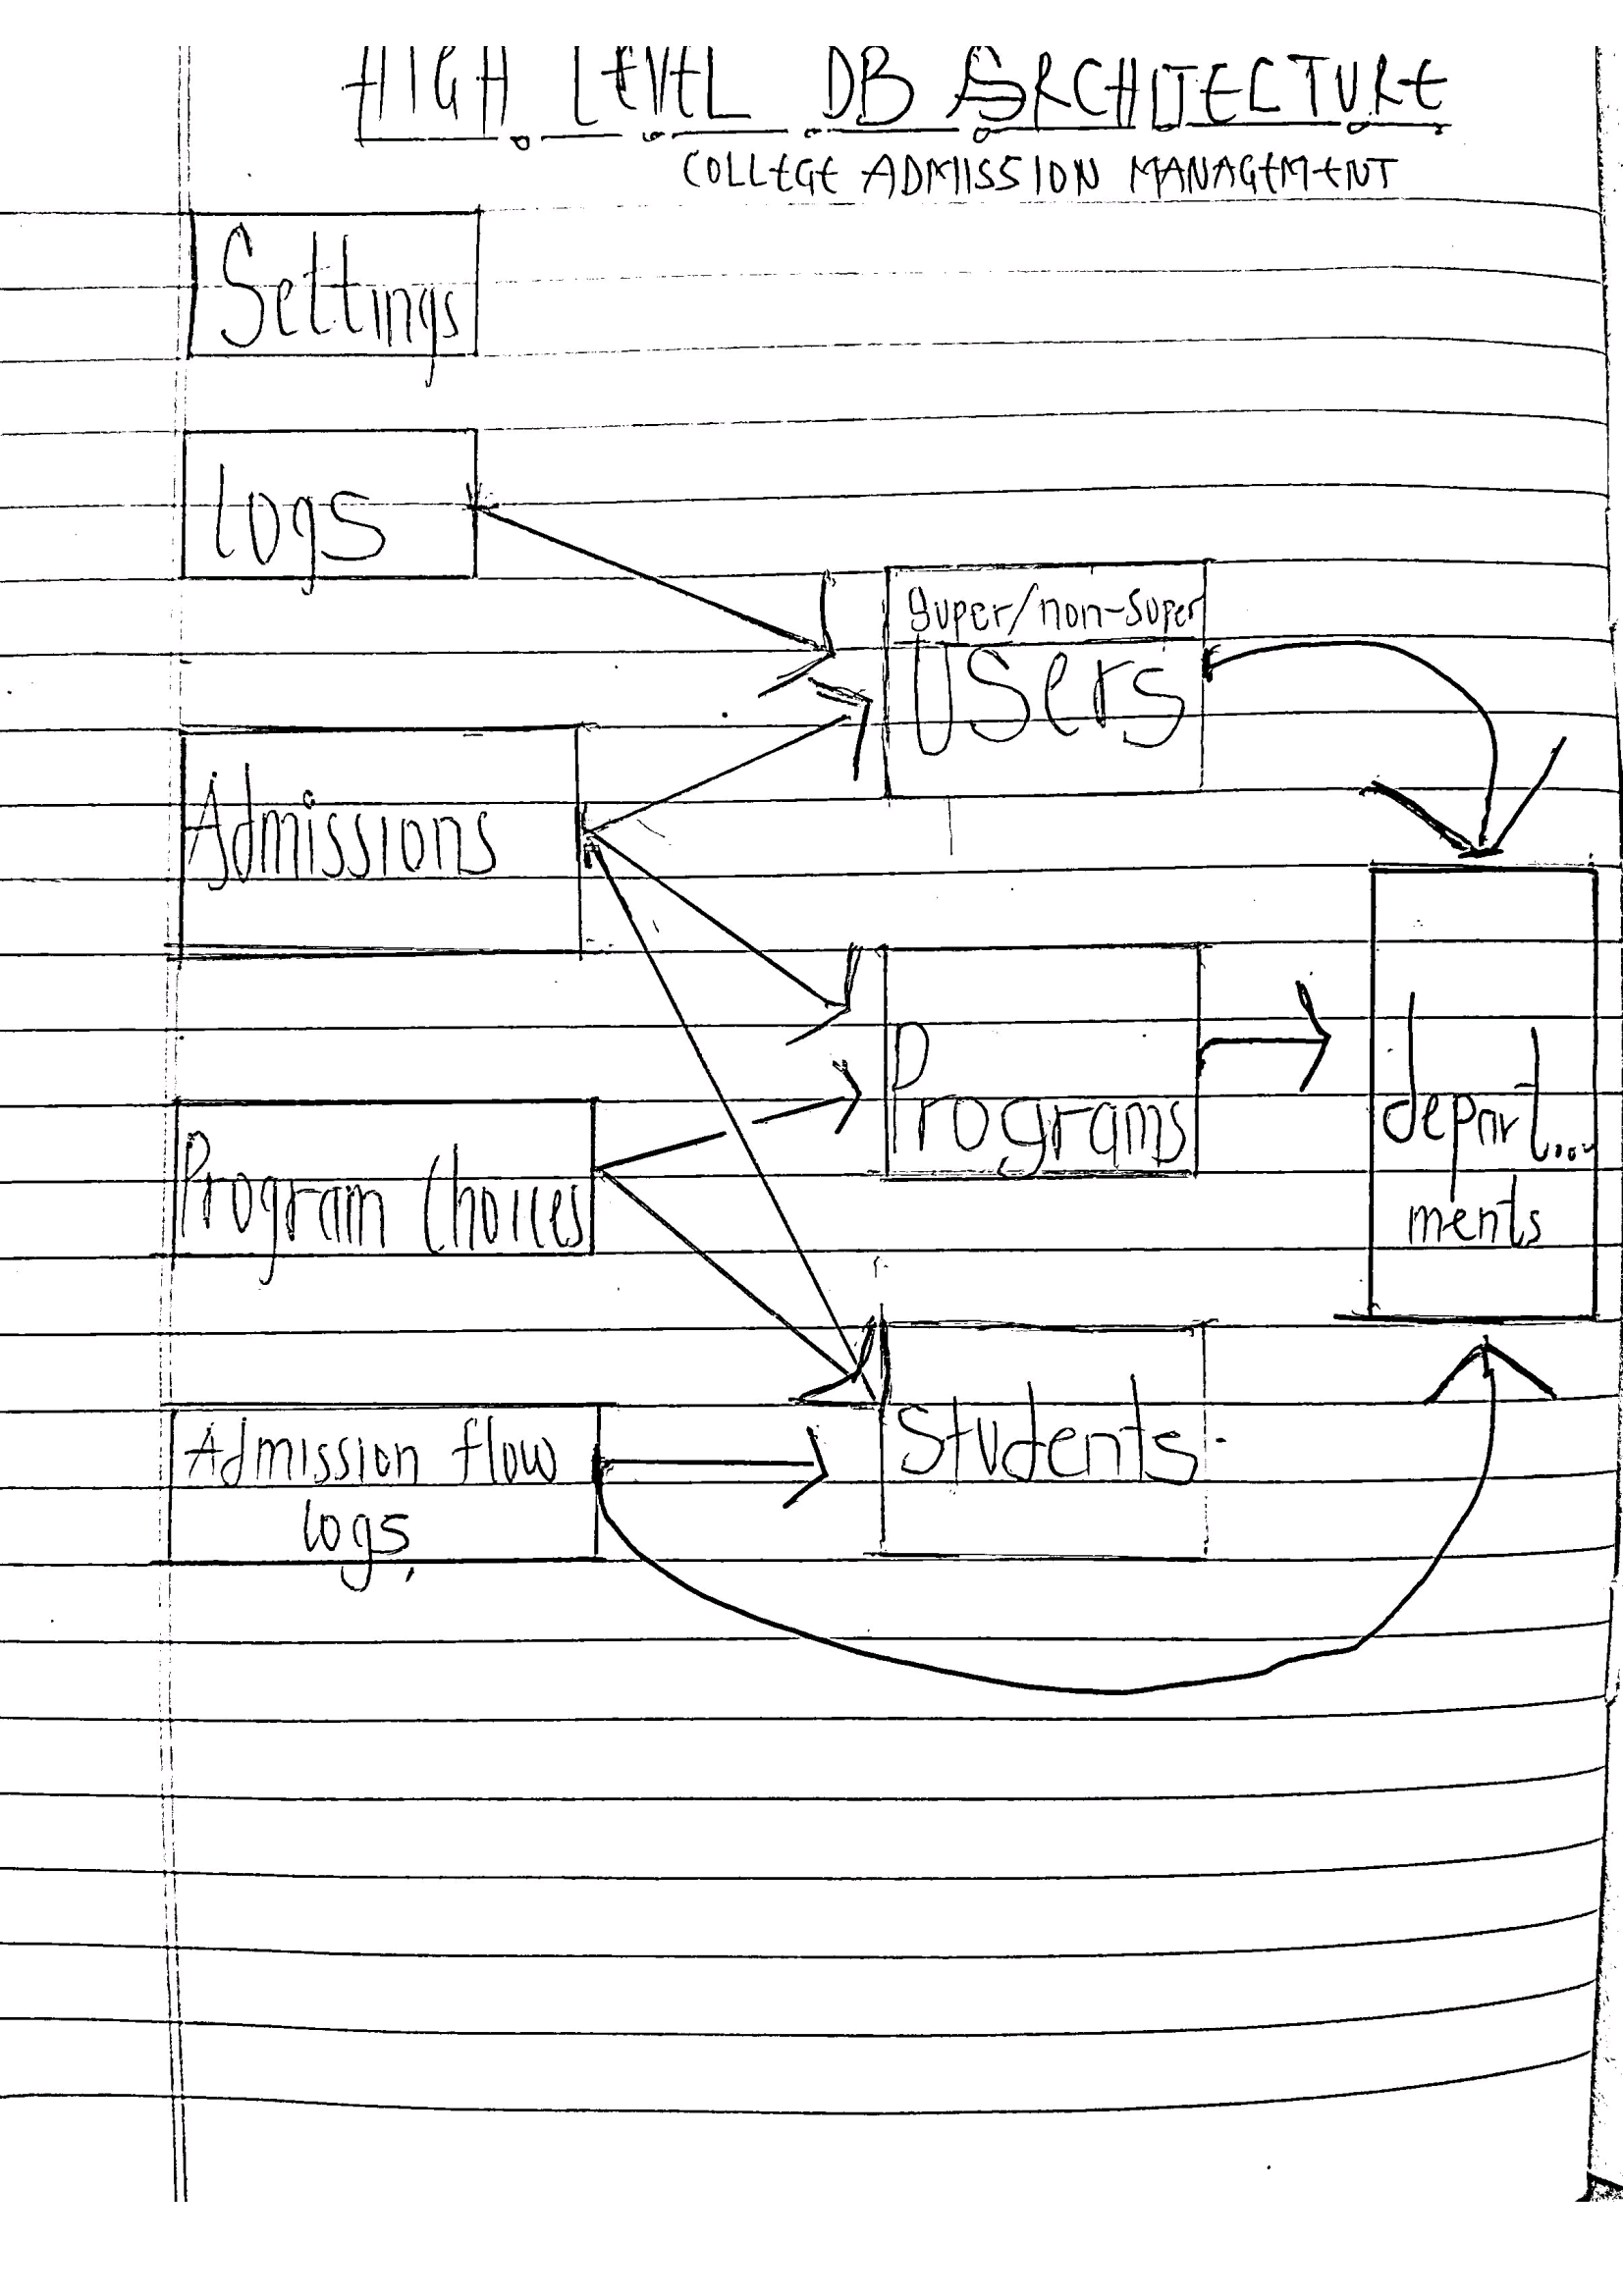 HIGH LEVEL DB ARCHITECTURE
COLLEGE ADMISSION MANAGEMENT
Settings
Logs
super/non-super
Users
Admissions
Programs
depart...
ments
Program Choices
Students
Admission flow
logs